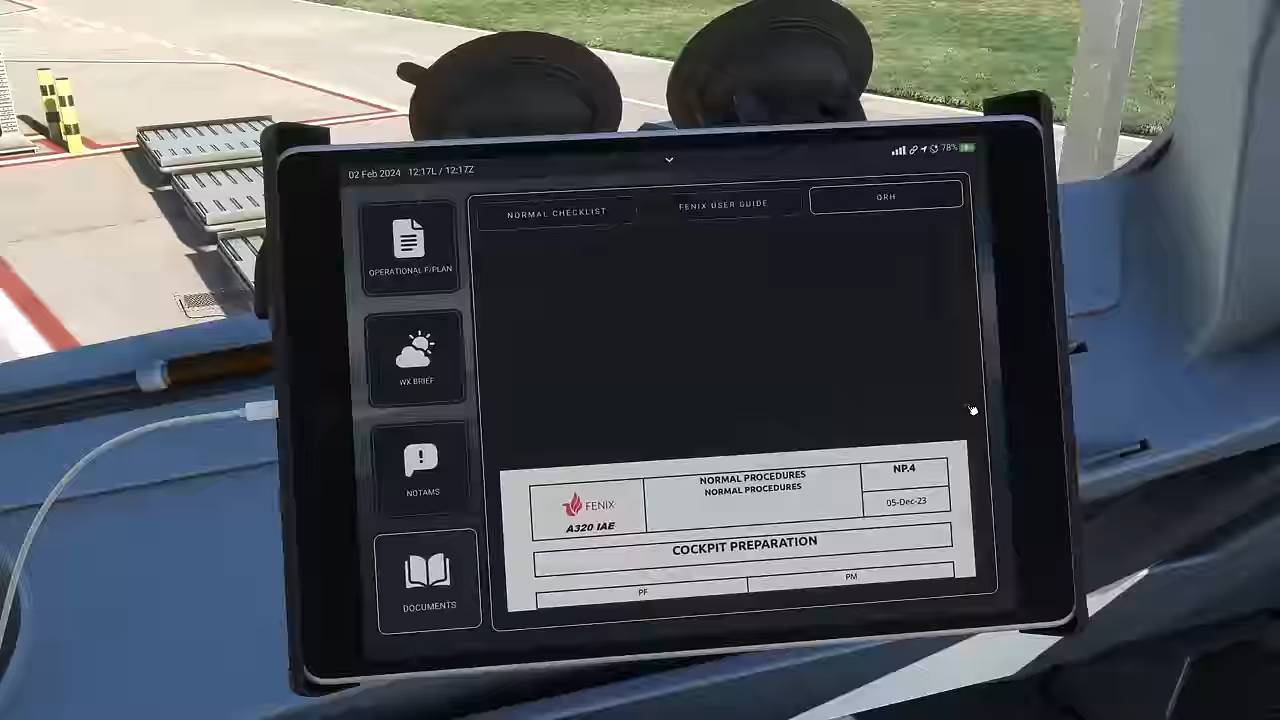 02 Feb 2024 12:17L / 12:17Z
78%
NORMAL CHECKLIST
FENIX USER GUIDE
QRH
OPERATIONAL F/PLAN
WX BRIEF
NOTAMS
DOCUMENTS
FENIX
A320 IAE
NORMAL PROCEDURES
NORMAL PROCEDURES
NP.4
05-Dec-23
COCKPIT PREPARATION
PF
PM